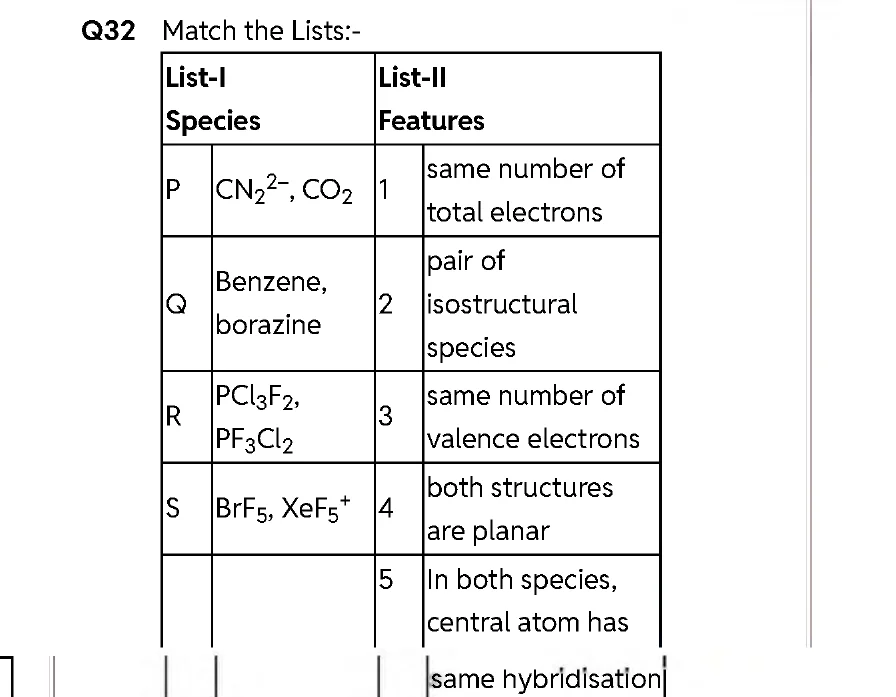 Q32 Match the Lists:-
List-I List-II
Species Features
P CN₂²⁻, CO₂ 1 same number of
total electrons
Q Benzene,
borazine 2 pair of
isostructural
species
R PCl₃F₂,
PF₃Cl₂ 3 same number of
valence electrons
S BrF₅, XeF₅⁺ 4 both structures
are planar
5 In both species,
central atom has
same hybridisation